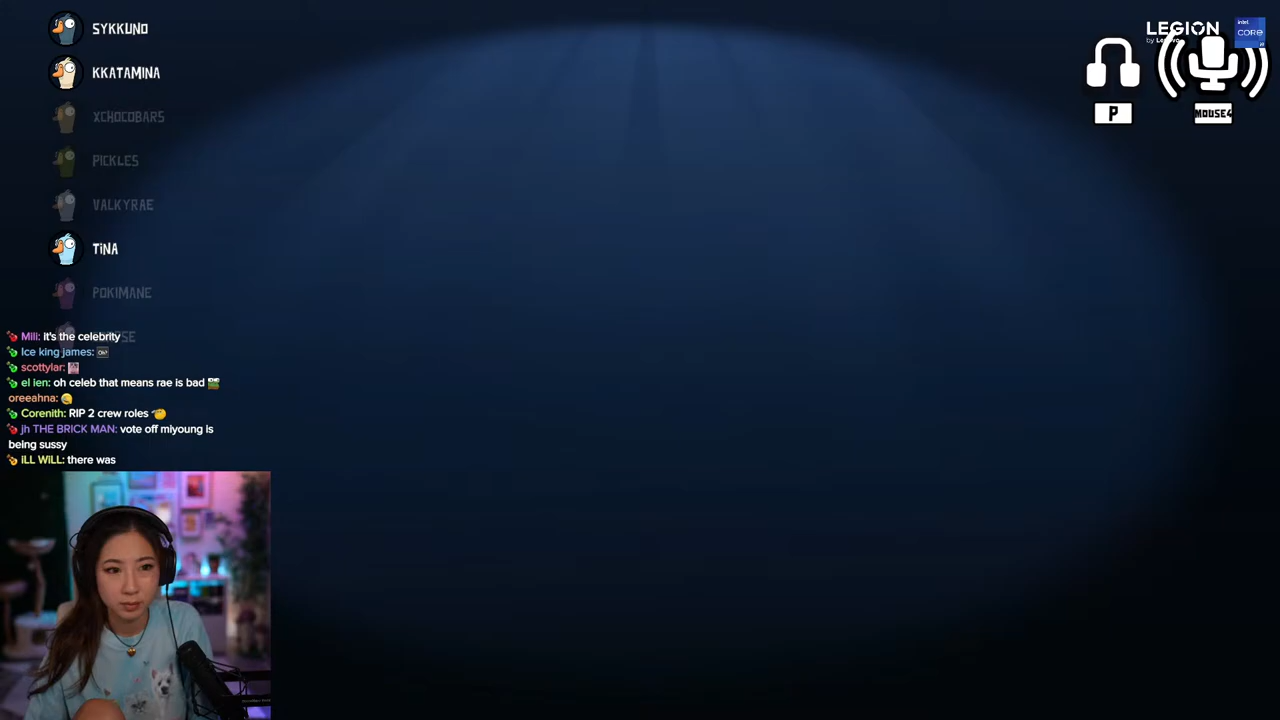 SYKKUNO
KKATAMINA
XCHOCOBARS
PICKLES
VALKYRAE
TINA
POKIMANE
Mili: it's the celebrity
Ice king james:
scottylar:
el ien: oh celeb that means rae is bad
oreeahna:
Corenith: RIP 2 crew roles
jh THE BRICK MAN: vote off miyoung is
being sussy
iLL WiLL: there was
LEGION
intel
CORE
P
MOUSE4